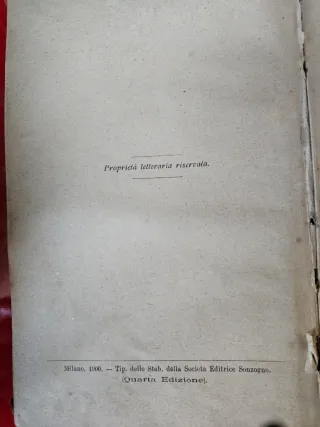 Proprietà letteraria riservata.
Milano, 1900. — Tip. dello Stab. della Società Editrice Sonzogno.
(Quarta Edizione).